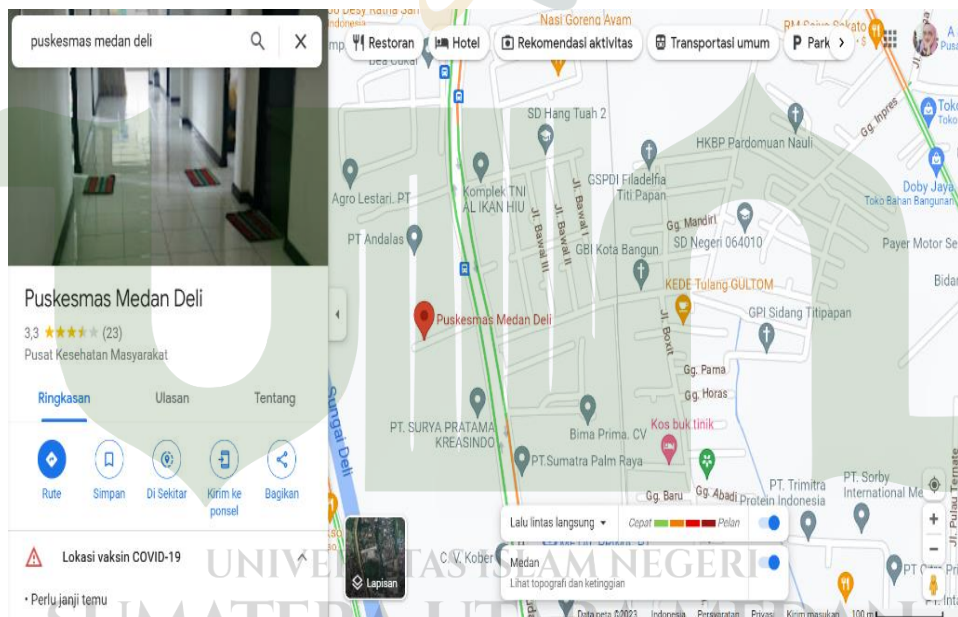 puskesmas medan deli
Puskesmas Medan Deli
3,3 (23)
Pusat Kesehatan Masyarakat
Ringkasan Ulasan Tentang
Rute Simpan Di Sekitar Kirim ke ponsel Bagikan
Lokasi vaksin COVID-19
• Perlu janji temu
Nasi Goreng Ayam
Restoran Hotel Rekomendasi aktivitas Transportasi umum Park
SD Hang Tuah 2
HKBP Pardomuan Nauli
Gg. Inpres
Doby Jaya
Toko Bahan Bangunan
Agro Lestari. PT
Komplek TNI
AL IKAN HIU
Jl. Bawal I
Jl. Bawal II
Jl. Bawal III
GSPDI Filadelfia
Titi Papan
PT Andalas
GBI Kota Bangun
Gg. Mandiri
SD Negeri 064010
Payer Motor Se
Bida
KEDE Tulang GULTOM
GPI Sidang Titipapan
Puskesmas Medan Deli
Jl. Boxit
Gg. Pama
Gg. Horas
Sungai Deli
PT. SURYA PRATAMA
KREASINDO
Bima Prima. CV
Kos buk tinik
PT.Sumatra Palm Raya
Gg. Baru
Gg. Abadi
PT. Trimitra
Protein Indonesia
PT. Sorby
International Me
Jl. Pulau Ternate
Lalu lintas langsung Cepat Pelan
C. V. Kober
Medan
Lihat topografi dan ketinggian
Lapisan
Data peta ©2023 Indonesia Persyaratan Privasi Kirim masukan 100 m
UNIVERSITAS ISLAM NEGERI
SUMATERA UTARA MEDAN